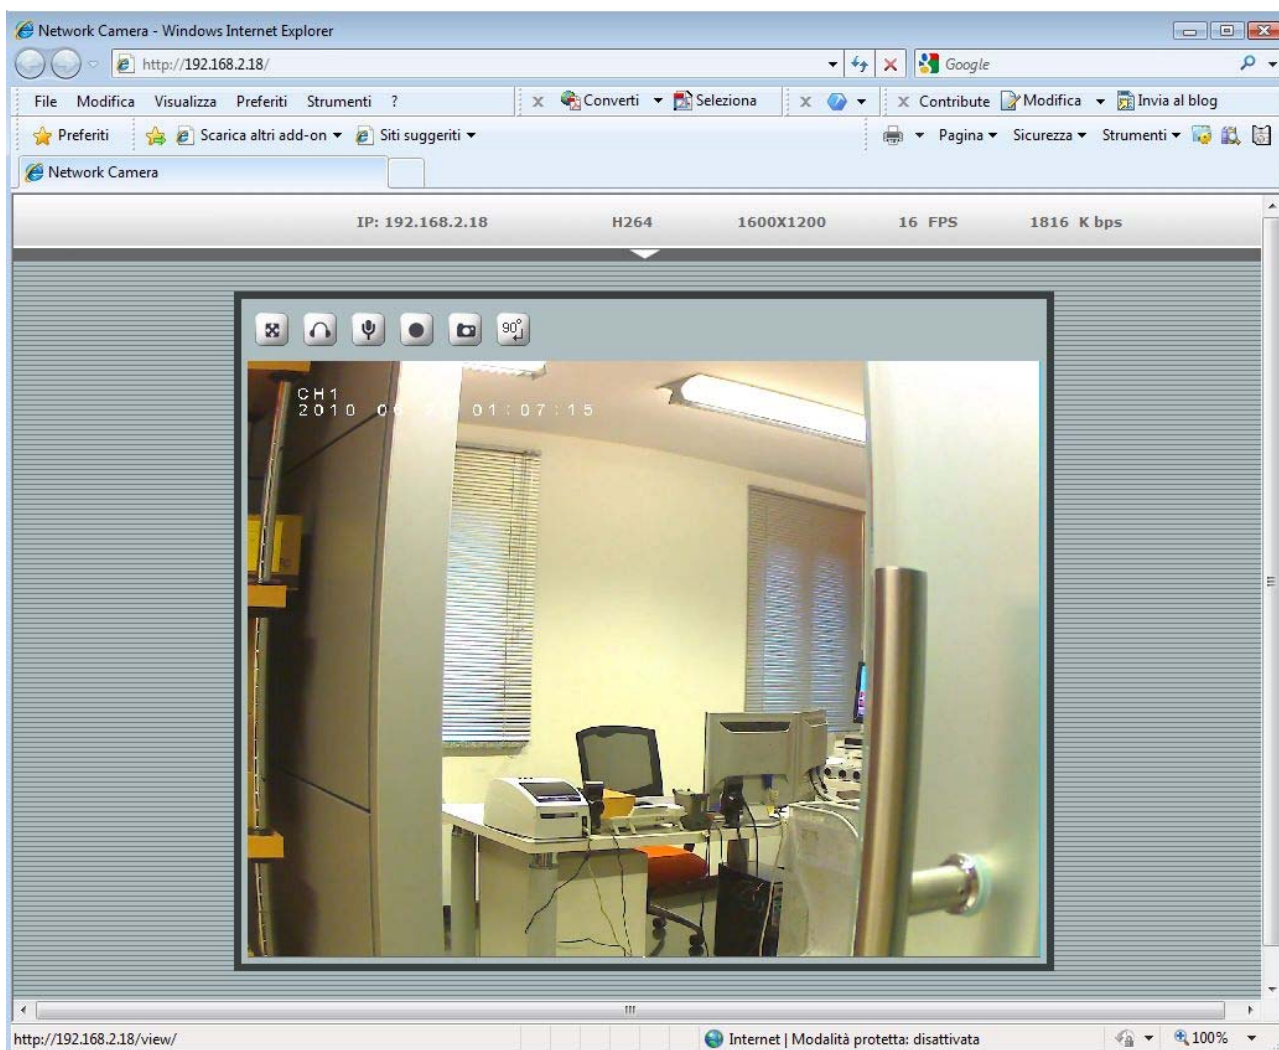 Network Camera - Windows Internet Explorer
http://192.168.2.18/
Google
File Modifica Visualizza Preferiti Strumenti ?
x Converti Seleziona
x
x Contribute Modifica Invia al blog
Preferiti Scarica altri add-on Siti suggeriti
Pagina Sicurezza Strumenti
Network Camera
IP: 192.168.2.18 H264 1600X1200 16 FPS 1816 K bps
90°
CH1
2010 01:07:15
http://192.168.2.18/view/
Internet | Modalità protetta: disattivata
100%